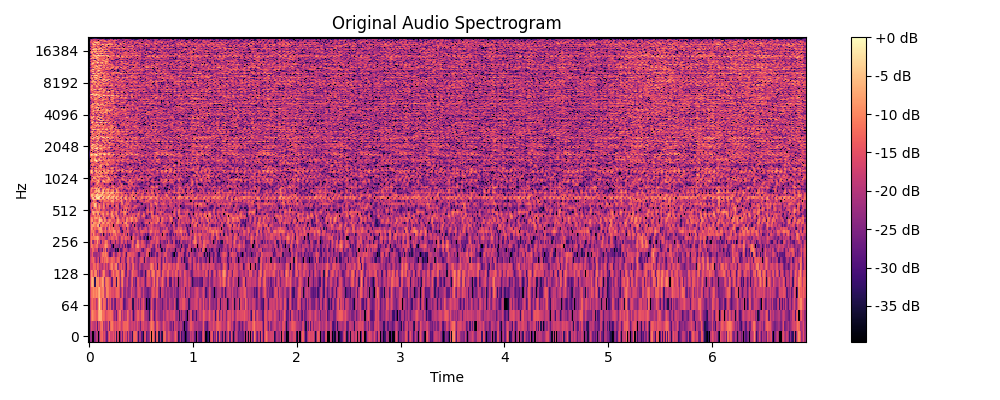 Original Audio Spectrogram
Hz
16384
8192
4096
2048
1024
512
256
128
64
0
0 1 2 3 4 5 6
Time
+0 dB
-5 dB
-10 dB
-15 dB
-20 dB
-25 dB
-30 dB
-35 dB